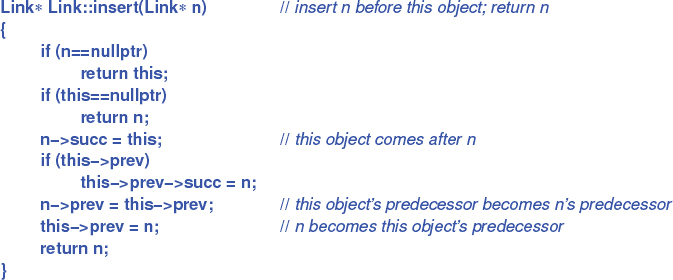 Link* Link::insert(Link* n) // insert n before this object; return n
{
if (n==nullptr)
return this;
if (this==nullptr)
return n;
n−>succ = this; // this object comes after n
if (this−>prev)
this−>prev−>succ = n;
n−>prev = this−>prev; // this object’s predecessor becomes n’s predecessor
this−>prev = n; // n becomes this object’s predecessor
return n;
}